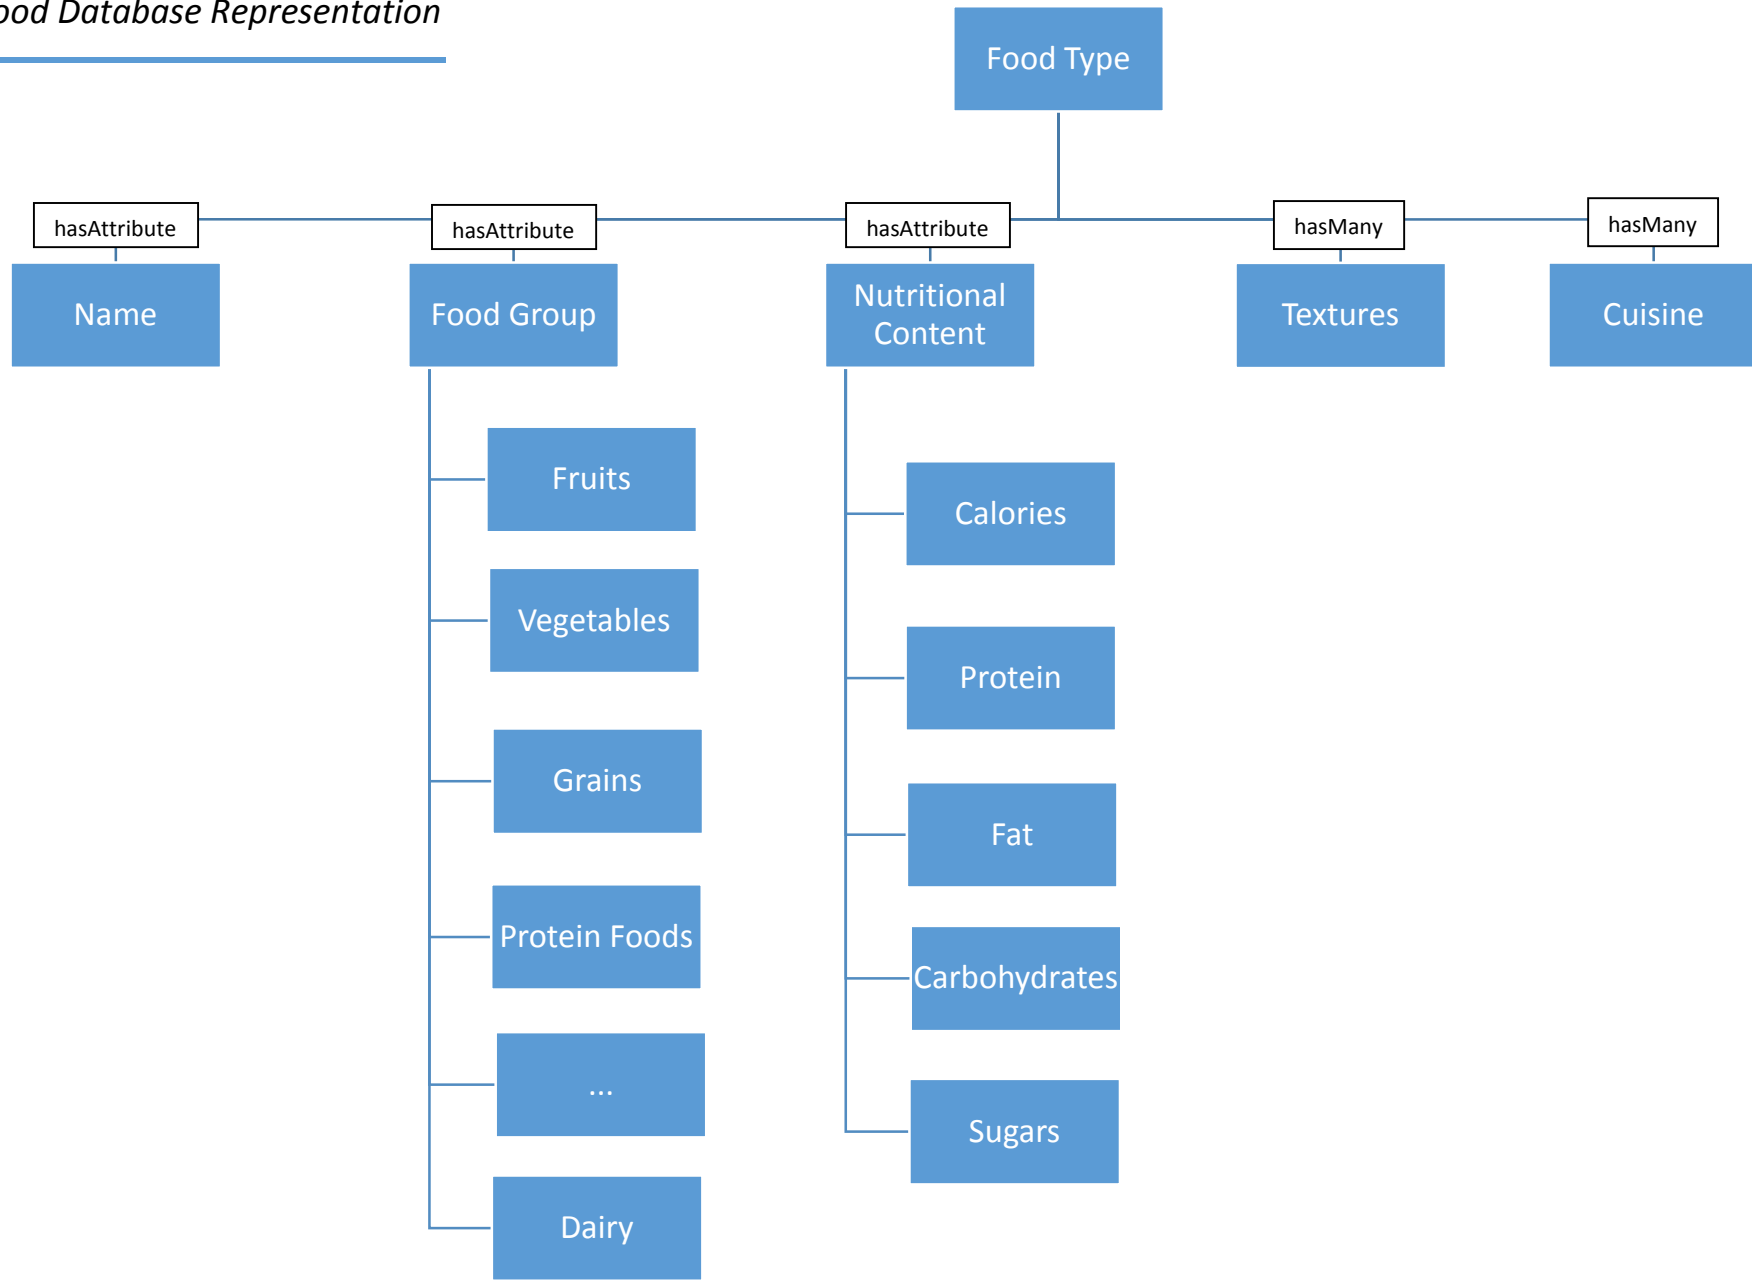 ood Database Representation
Food Type
hasAttribute
hasAttribute
hasAttribute
hasMany
hasMany
Name
Food Group
Nutritional
Content
Textures
Cuisine
Fruits
Vegetables
Grains
Protein Foods
...
Dairy
Calories
Protein
Fat
Carbohydrates
Sugars